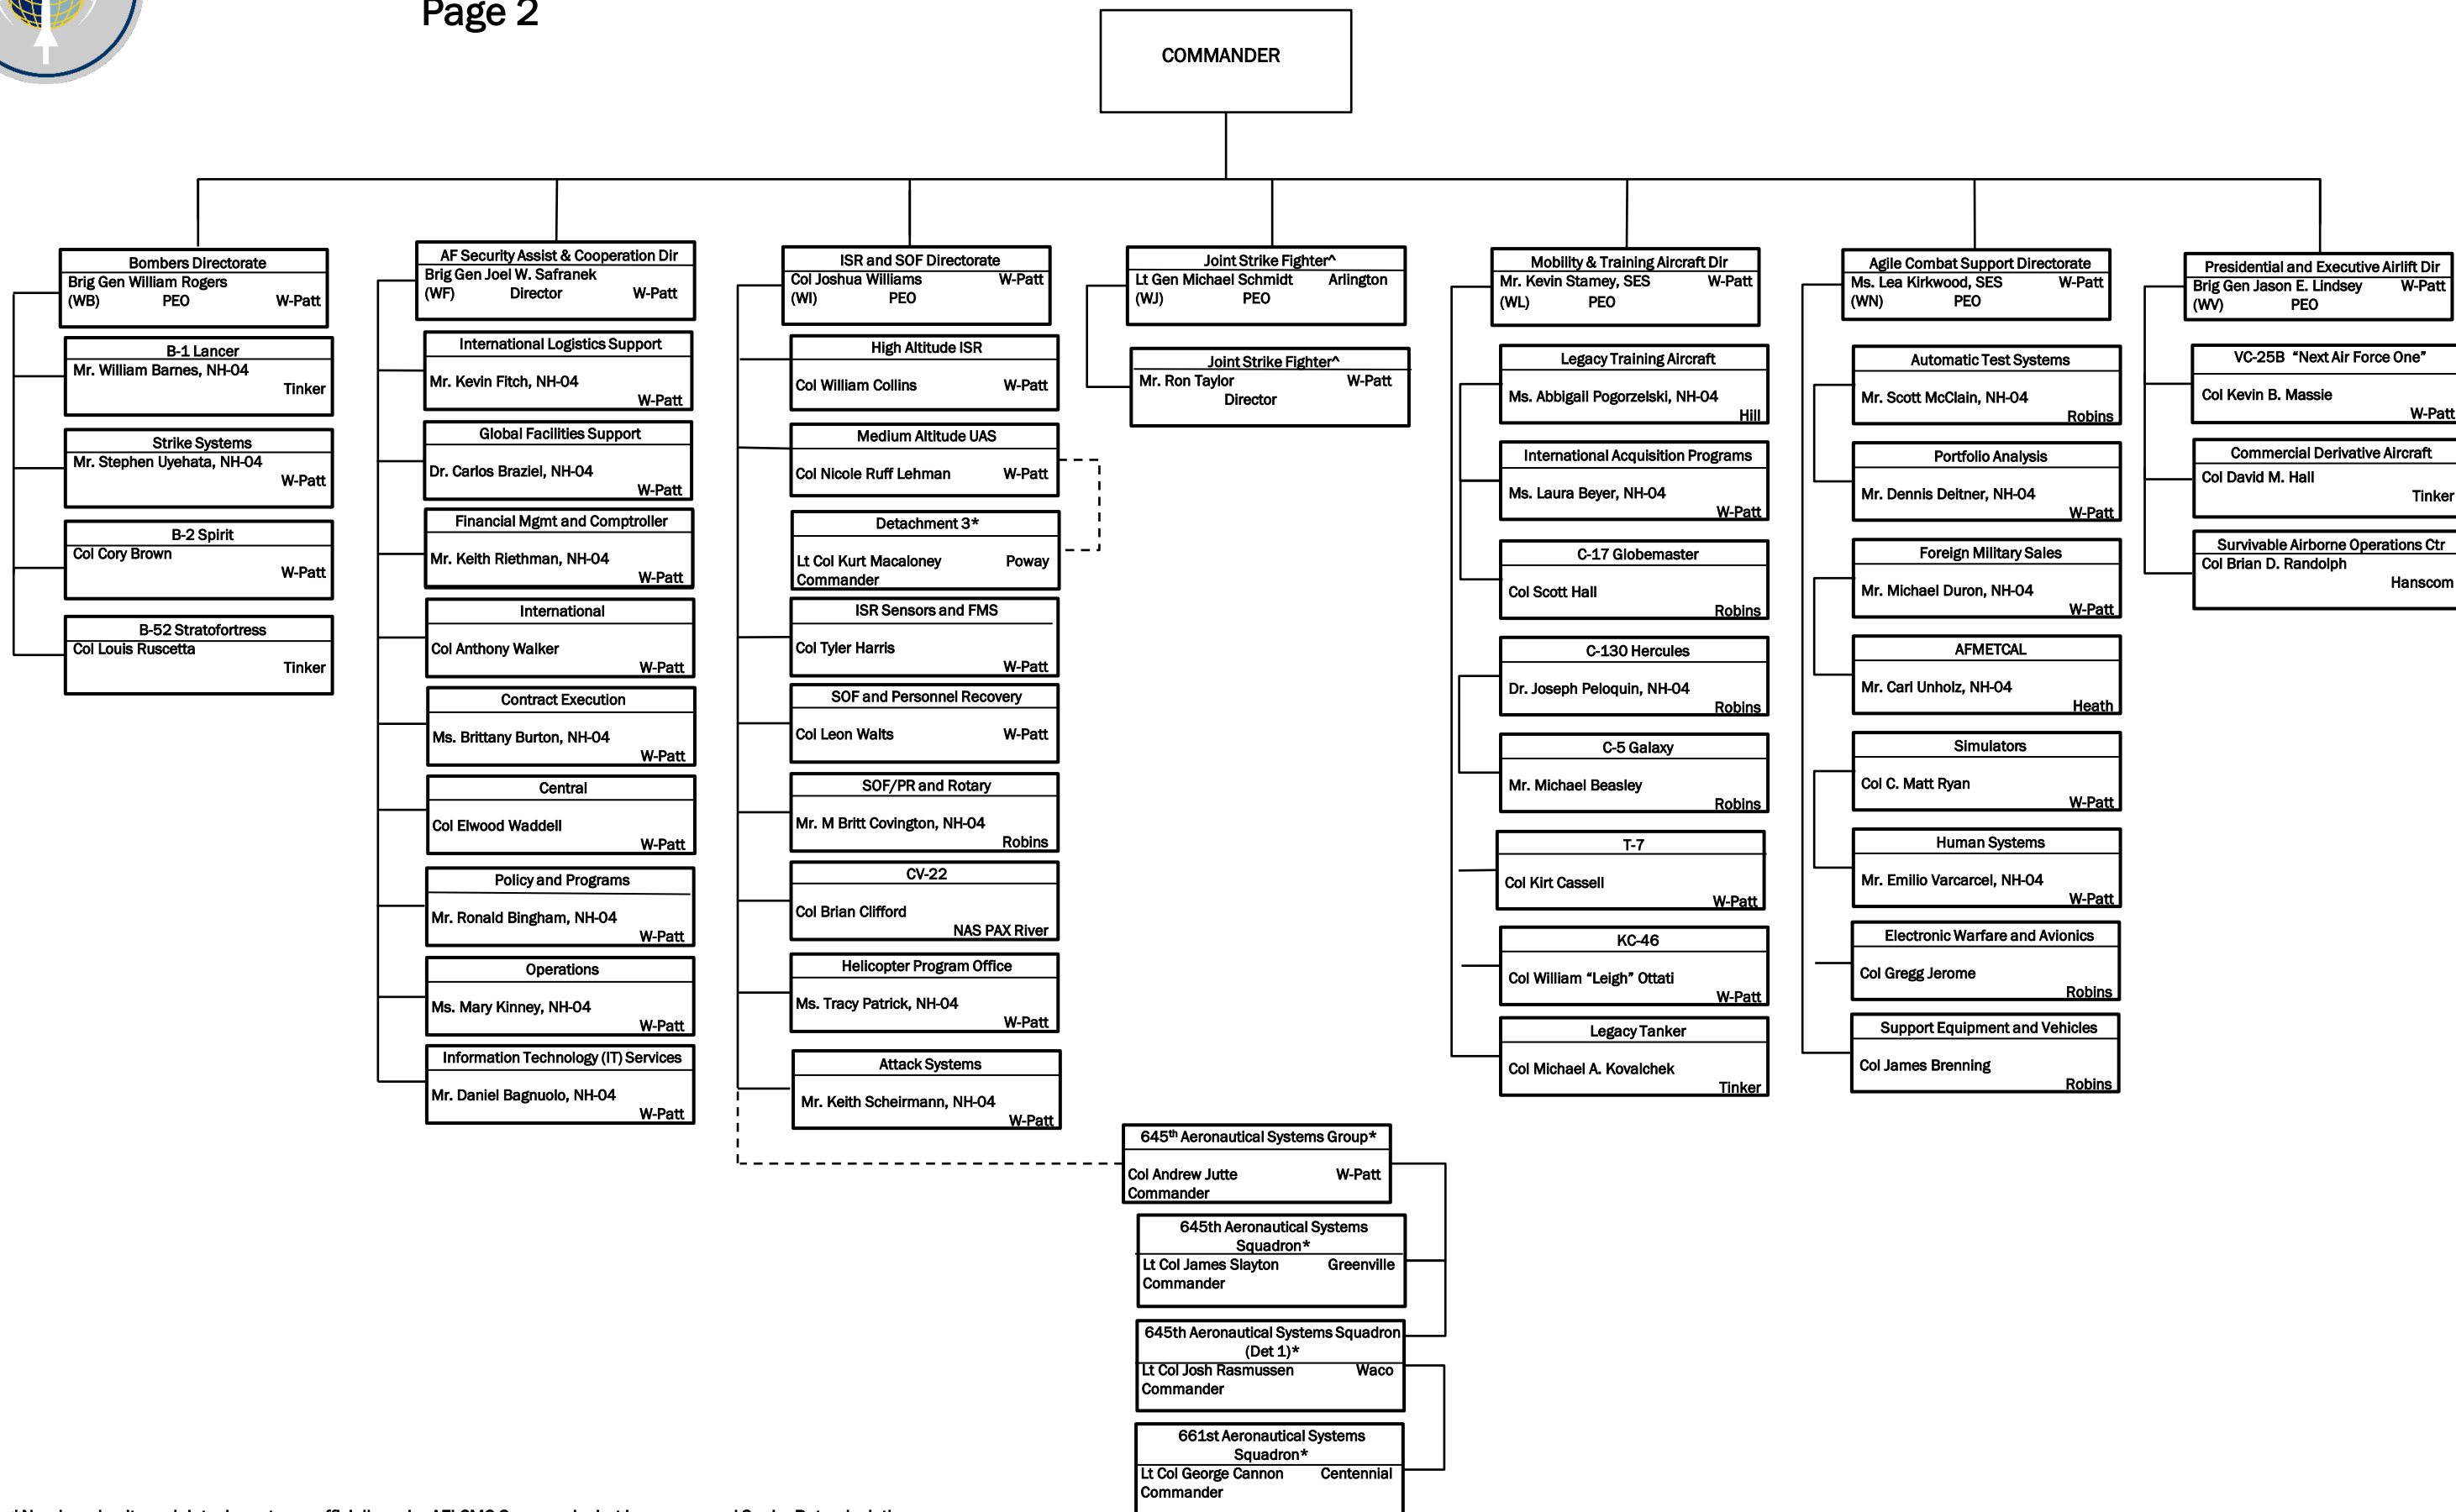 Page 2
COMMANDER
Bombers Directorate
Brig Gen William Rogers
(WB) PEO W-Patt
B-1 Lancer
Mr. William Barnes, NH-04
Tinker
Strike Systems
Mr. Stephen Uyehata, NH-04
W-Patt
B-2 Spirit
Col Cory Brown
W-Patt
B-52 Stratofortress
Col Louis Ruscetta
Tinker
AF Security Assist & Cooperation Dir
Brig Gen Joel W. Safranek
(WF) Director W-Patt
International Logistics Support
Mr. Kevin Fitch, NH-04
W-Patt
Global Facilities Support
Dr. Carlos Braziel, NH-04
W-Patt
Financial Mgmt and Comptroller
Mr. Keith Riethman, NH-04
W-Patt
International
Col Anthony Walker
W-Patt
Contract Execution
Ms. Brittany Burton, NH-04
W-Patt
Central
Col Elwood Waddell
W-Patt
Policy and Programs
Mr. Ronald Bingham, NH-04
W-Patt
Operations
Ms. Mary Kinney, NH-04
W-Patt
Information Technology (IT) Services
Mr. Daniel Bagnuolo, NH-04
W-Patt
ISR and SOF Directorate
Col Joshua Williams W-Patt
(WI) PEO
High Altitude ISR
Col William Collins W-Patt
Medium Altitude UAS
Col Nicole Ruff Lehman W-Patt
Detachment 3*
Lt Col Kurt Macaloney Poway
Commander
ISR Sensors and FMS
Col Tyler Harris
W-Patt
SOF and Personnel Recovery
Col Leon Walts W-Patt
SOF/PR and Rotary
Mr. M Britt Covington, NH-04
Robins
CV-22
Col Brian Clifford
NAS PAX River
Helicopter Program Office
Ms. Tracy Patrick, NH-04
W-Patt
Attack Systems
Mr. Keith Scheirmann, NH-04
W-Patt
Joint Strike Fighter^
Lt Gen Michael Schmidt Arlington
(WJ) PEO
Joint Strike Fighter^
Mr. Ron Taylor W-Patt
Director
645th Aeronautical Systems Group*
Col Andrew Jutte W-Patt
Commander
645th Aeronautical Systems
Squadron*
Lt Col James Slayton Greenville
Commander
645th Aeronautical Systems Squadron
(Det 1)*
Lt Col Josh Rasmussen Waco
Commander
661st Aeronautical Systems
Squadron*
Lt Col George Cannon Centennial
Commander
Mobility & Training Aircraft Dir
Mr. Kevin Stamey, SES W-Patt
(WL) PEO
Legacy Training Aircraft
Ms. Abbigail Pogorzelski, NH-04
Hill
International Acquisition Programs
Ms. Laura Beyer, NH-04
W-Patt
C-17 Globemaster
Col Scott Hall
Robins
C-130 Hercules
Dr. Joseph Peloquin, NH-04
Robins
C-5 Galaxy
Mr. Michael Beasley
Robins
T-7
Col Kirt Cassell
W-Patt
KC-46
Col William “Leigh” Ottati
W-Patt
Legacy Tanker
Col Michael A. Kovalchek
Tinker
Agile Combat Support Directorate
Ms. Lea Kirkwood, SES W-Patt
(WN) PEO
Automatic Test Systems
Mr. Scott McClain, NH-04
Robins
Portfolio Analysis
Mr. Dennis Deitner, NH-04
W-Patt
Foreign Military Sales
Mr. Michael Duron, NH-04
W-Patt
AFMETCAL
Mr. Carl Unholz, NH-04
Heath
Simulators
Col C. Matt Ryan
W-Patt
Human Systems
Mr. Emilio Varcarcel, NH-04
W-Patt
Electronic Warfare and Avionics
Col Gregg Jerome
Robins
Support Equipment and Vehicles
Col James Brenning
Robins
Presidential and Executive Airlift Dir
Brig Gen Jason E. Lindsey W-Patt
(WV) PEO
VC-25B “Next Air Force One”
Col Kevin B. Massie
W-Patt
Commercial Derivative Aircraft
Col David M. Hall
Tinker
Survivable Airborne Operations Ctr
Col Brian D. Randolph
Hanscom